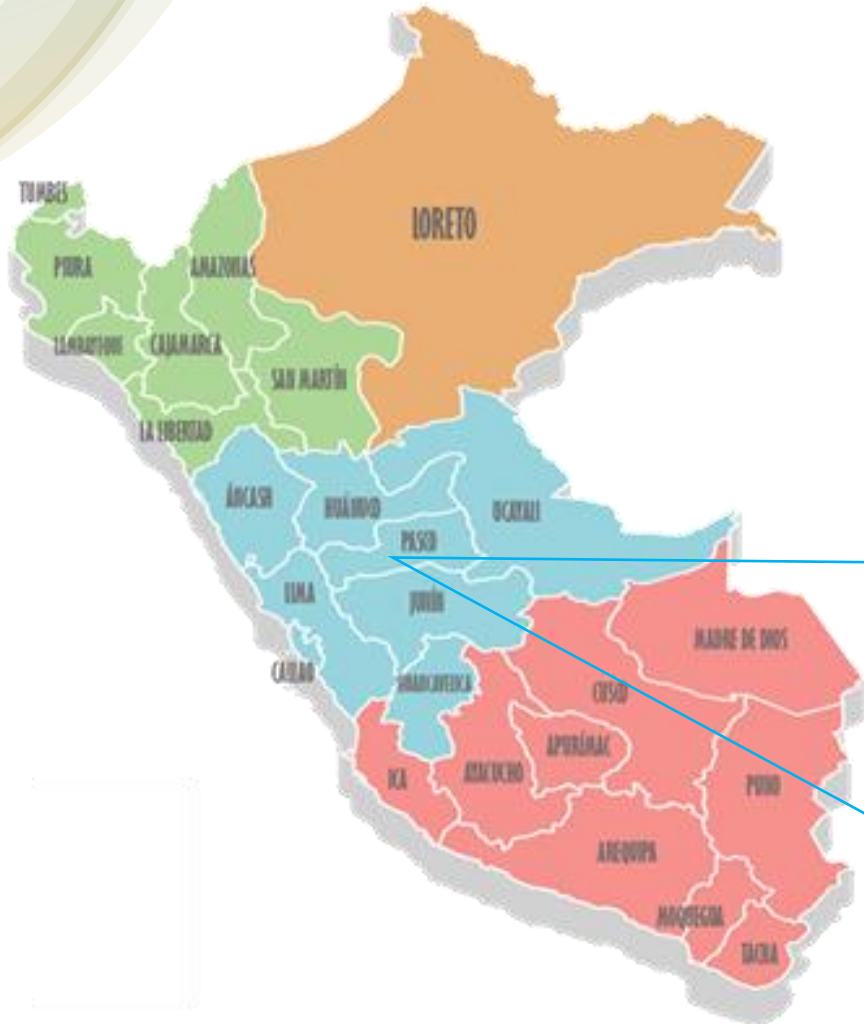 TUMBES
LORETO
PIURA
AMAZONAS
LAMBAYEQUE
CAJAMARCA
SAN MARTÍN
LA LIBERTAD
ÁNCASH
HUÁNUCO
UCAYALI
PASCO
LIMA
JUNÍN
MADRE DE DIOS
CALLAO
HUANCAVELICA
CUSCO
APURÍMAC
ICA
AYACUCHO
PUNO
AREQUIPA
MOQUEGUA
TACNA